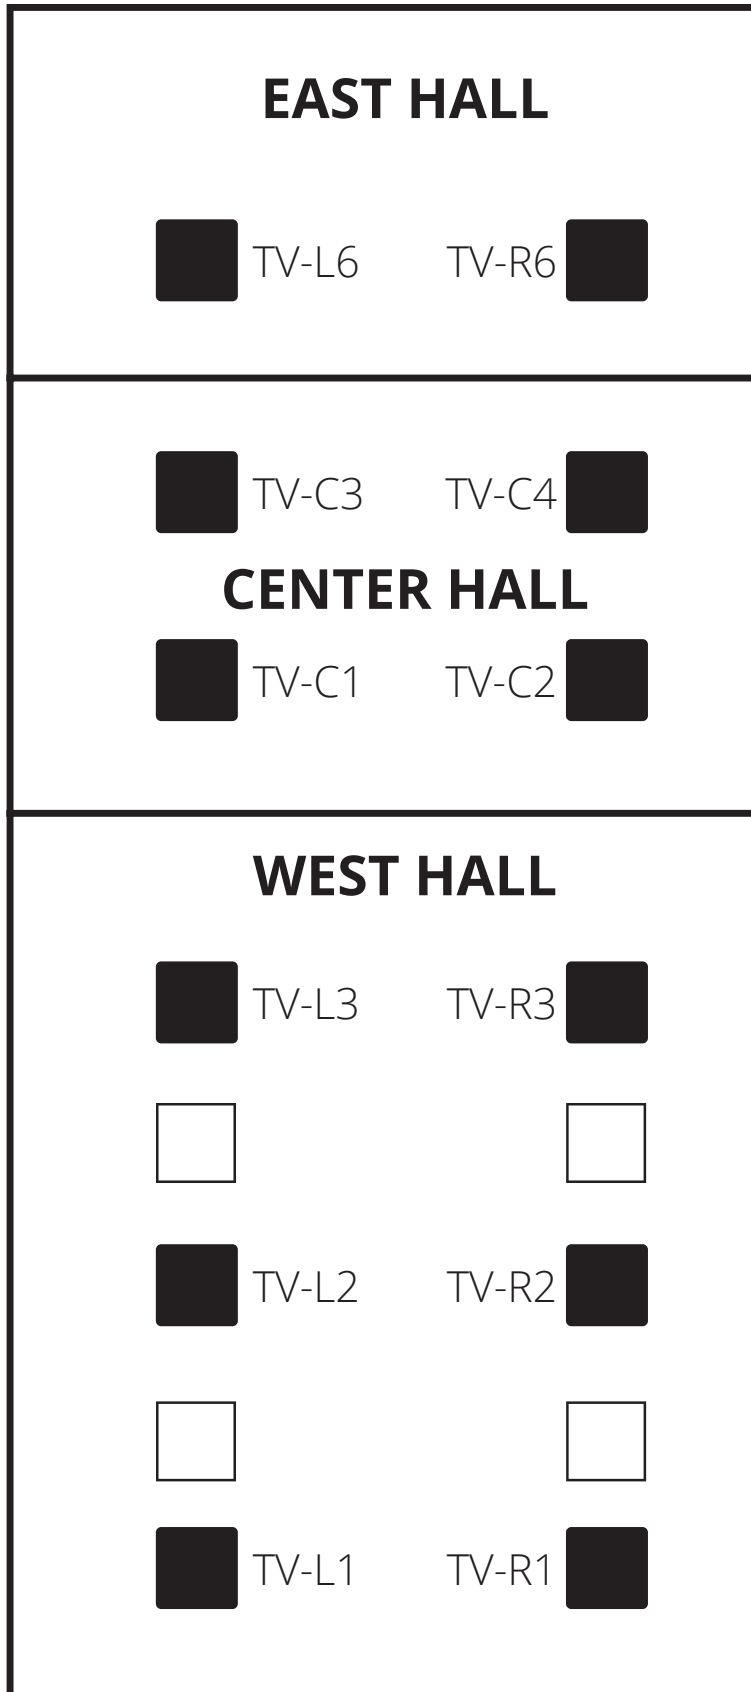 EAST HALL
TV-L6 TV-R6
TV-C3 TV-C4
CENTER HALL
TV-C1 TV-C2
WEST HALL
TV-L3 TV-R3
TV-L2 TV-R2
TV-L1 TV-R1